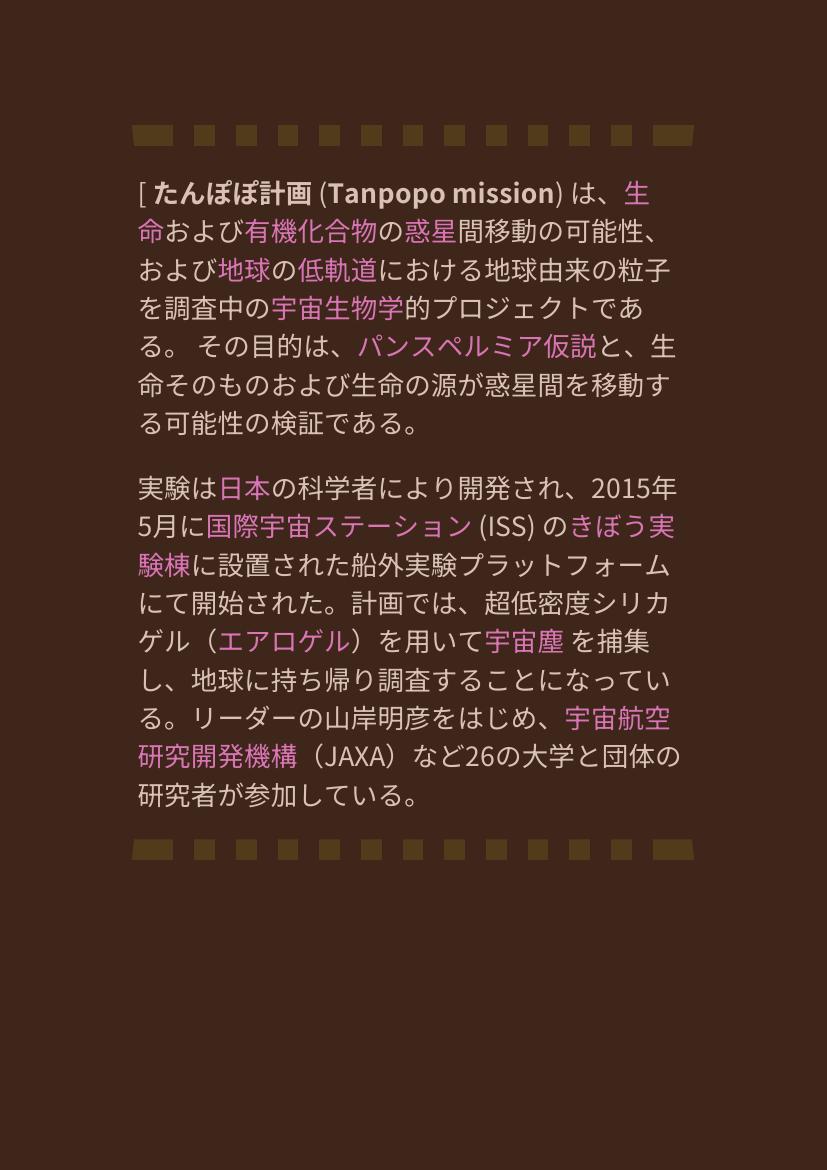 [ たんぽぽ計画 (Tanpopo mission) は、生
命および有機化合物の惑星間移動の可能性、
および地球の低軌道における地球由来の粒子
を調査中の宇宙生物学的プロジェクトであ
る。 その目的は、パンスペルミア仮説と、生
命そのものおよび生命の源が惑星間を移動す
る可能性の検証である。
実験は日本の科学者により開発され、2015年
5月に国際宇宙ステーション (ISS) のきぼう実
験棟に設置された船外実験プラットフォーム
にて開始された。計画では、超低密度シリカ
ゲル（エアロゲル）を用いて宇宙塵 を捕集
し、地球に持ち帰り調査することになってい
る。リーダーの山岸明彦をはじめ、宇宙航空
研究開発機構（JAXA）など26の大学と団体の
研究者が参加している。